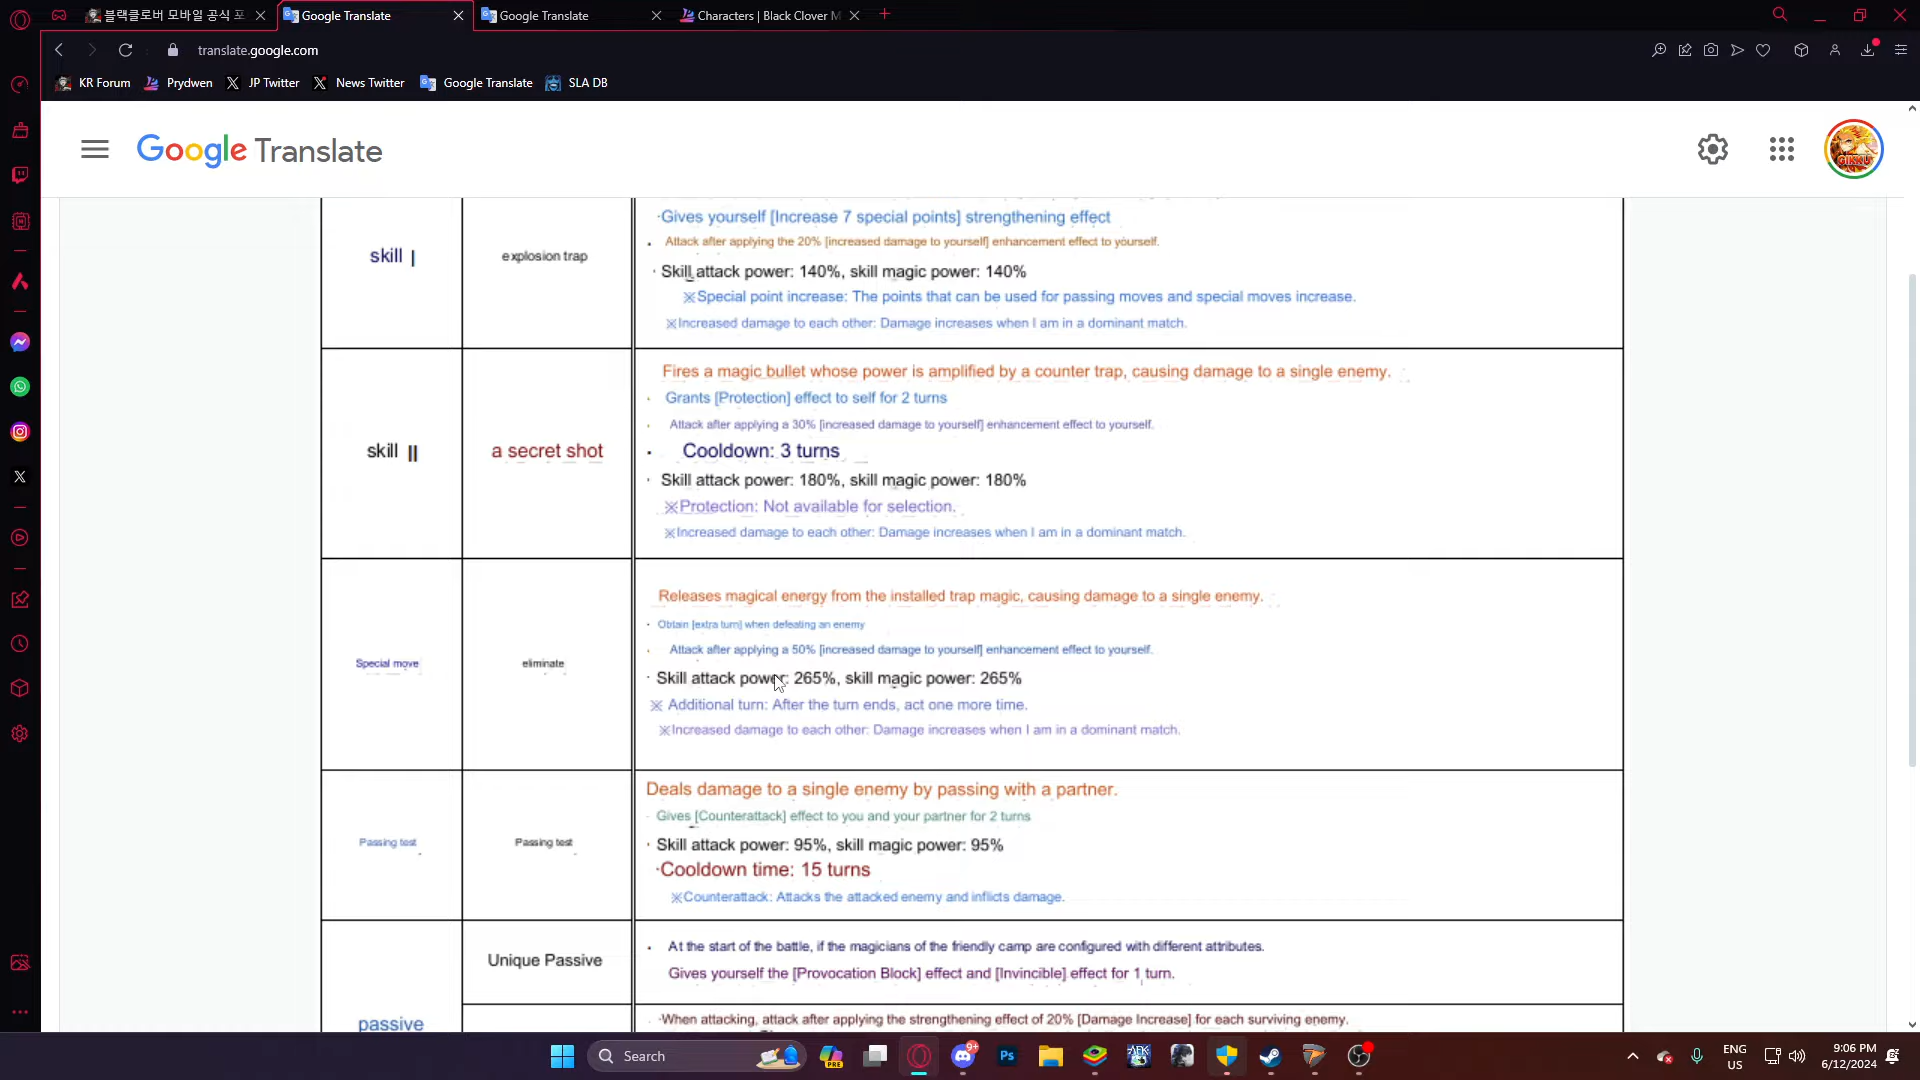 블랙클로버 모바일 공식 포
Google Translate
Google Translate
Characters | Black Clover M
translate.google.com
KR Forum
Prydwen
JP Twitter
News Twitter
Google Translate
SLA DB
Google Translate
skill |
explosion trap
·Gives yourself [Increase 7 special points] strengthening effect
· Attack after applying the 20% [increased damage to yourself] enhancement effect to yourself.
· Skill attack power: 140%, skill magic power: 140%
※Special point increase: The points that can be used for passing moves and special moves increase.
※Increased damage to each other: Damage increases when I am in a dominant match.
skill ||
a secret shot
Fires a magic bullet whose power is amplified by a counter trap, causing damage to a single enemy.
· Grants [Protection] effect to self for 2 turns
· Attack after applying a 30% [increased damage to yourself] enhancement effect to yourself.
· Cooldown: 3 turns
· Skill attack power: 180%, skill magic power: 180%
※Protection: Not available for selection.
※Increased damage to each other: Damage increases when I am in a dominant match.
Special move
eliminate
Releases magical energy from the installed trap magic, causing damage to a single enemy.
· Obtain [extra turn] when defeating an enemy
· Attack after applying a 50% [increased damage to yourself] enhancement effect to yourself.
· Skill attack power: 265%, skill magic power: 265%
※ Additional turn: After the turn ends, act one more time.
※Increased damage to each other: Damage increases when I am in a dominant match.
Passing test
Passing test
Deals damage to a single enemy by passing with a partner.
· Gives [Counterattack] effect to you and your partner for 2 turns
· Skill attack power: 95%, skill magic power: 95%
·Cooldown time: 15 turns
※Counterattack: Attacks the attacked enemy and inflicts damage.
passive
Unique Passive
· At the start of the battle, if the magicians of the friendly camp are configured with different attributes.
Gives yourself the [Provocation Block] effect and [Invincible] effect for 1 turn.
·When attacking, attack after applying the strengthening effect of 20% [Damage Increase] for each surviving enemy.
Search
PRE
9+
Ps
AFK
ENG
US
9:06 PM
6/12/2024